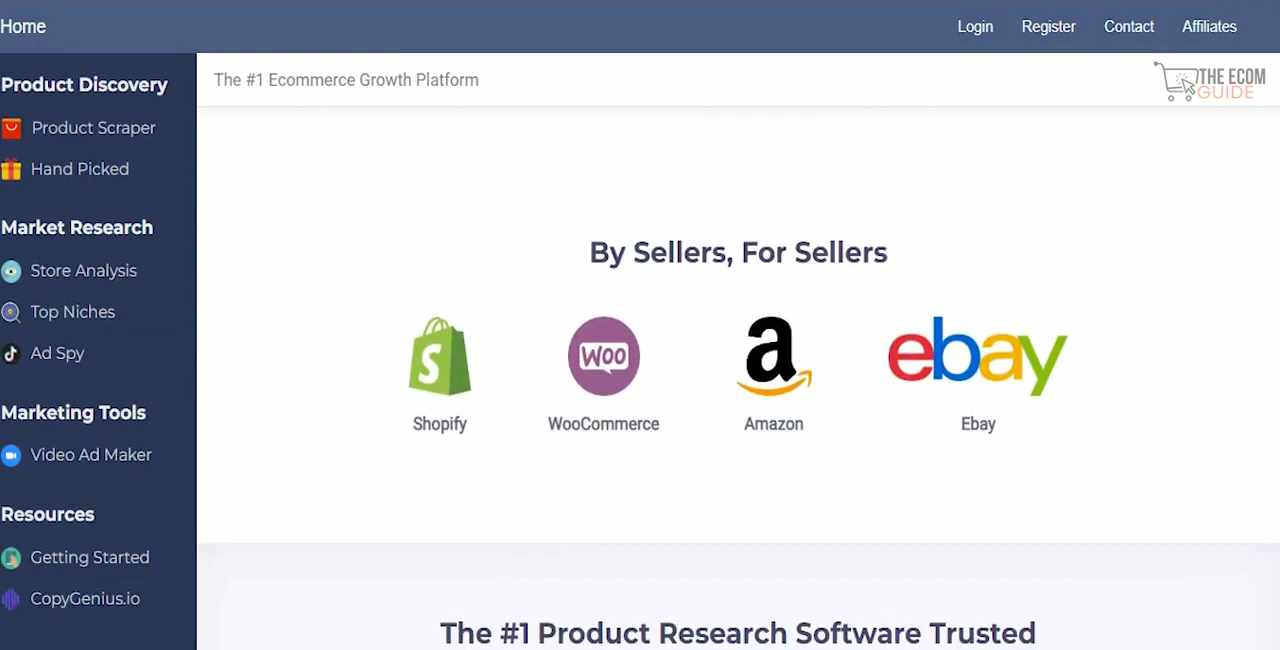 Home
Login Register Contact Affiliates
Product Discovery
Product Scraper
Hand Picked
Market Research
Store Analysis
Top Niches
Ad Spy
Marketing Tools
Video Ad Maker
Resources
Getting Started
CopyGenius.io
The #1 Ecommerce Growth Platform
THE ECOM
GUIDE
By Sellers, For Sellers
S WOO a ebay
Shopify WooCommerce Amazon Ebay
The #1 Product Research Software Trusted